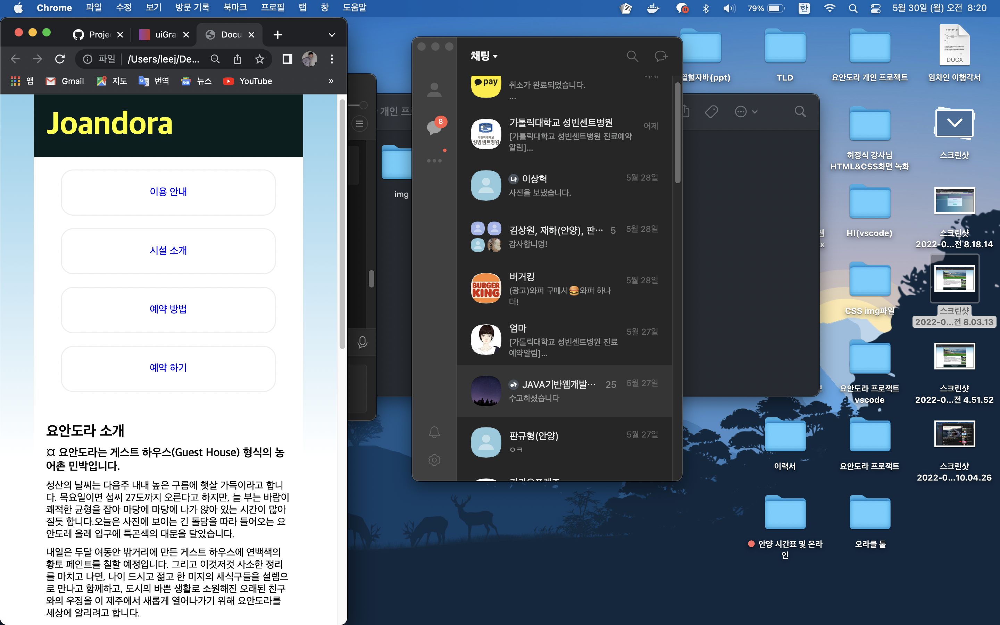 Chrome 파일 수정 보기 방문 기록 북마크 프로필 탭 창 도움말
79% 한 5월 30일 (월) 오전 8:20
Projec uiGra Docu
파일 /Users/leej/De...
앱 Gmail 지도 번역 뉴스 YouTube »
Joandora
이용 안내
시설 소개
예약 방법
예약 하기
요안도라 소개
¤ 요안도라는 게스트 하우스(Guest House) 형식의 농
어촌 민박입니다.
성산의 날씨는 다음주 내내 높은 구름에 햇살 가득이라고 합니
다. 목요일이면 섭씨 27도까지 오른다고 하지만, 늘 부는 바람이
쾌적한 균형을 잡아 마당에 마당에 나가 앉아 있는 시간이 많아
질듯 합니다.오늘은 사진에 보이는 긴 돌담을 따라 들어오는 요
안도레 올레 입구에 특곤색의 대문을 달았습니다.
내일은 두달 여동안 밖거리에 만든 게스트 하우스에 연백색의
황토 페인트를 칠할 예정입니다. 그리고 이것저것 사소한 정리
를 마치고 나면, 나이 드시고 젊고 한 미지의 새식구들을 설렘으
로 만나고 함께하고, 도시의 바쁜 생활로 소원해진 오래된 친구
와의 우정을 이 제주에서 새롭게 열어나가기 위해 요안도라를
세상에 알리려고 합니다.
개인 프
img
채팅
8
pay
취소가 완료되었습니다.
...
가톨릭대학교
성빈센트병원
가톨릭대학교 성빈센트병원 어제
[가톨릭대학교 성빈센트병원 진료예약
알림]...
나 이상혁 5월 28일
사진을 보냈습니다.
김상원, 재하(안양), 판··· 5 5월 28일
감사합니덩!
BURGER
KING
버거킹 5월 28일
(광고)와퍼 구매시🍔와퍼 하나
더!
엄마 5월 27일
[가톨릭대학교 성빈센트병원 진료
예약알림]...
JAVA기반웹개발··· 25 5월 27일
수고하셨습니다
판규형(안양) 5월 27일
ㅇㅋ
열혈자바(ppt)
TLD
요안도라 개인 프로젝트
DOCX
임차인 이행각서
허정식 강사님
HTML&CSS화면 녹화
스크린샷
HI(vscode)
스크린샷
2022-0...전 8.18.14
CSS img파일
스크린샷
2022-0...전 8.03.13
요안도라 프로잭트
vscode
스크린샷
2022-0...전 4.51.52
이력서
요안도라 프로잭트
스크린샷
2022-0...10.04.26
안양 시간표 및 온라
인
오라클 툴